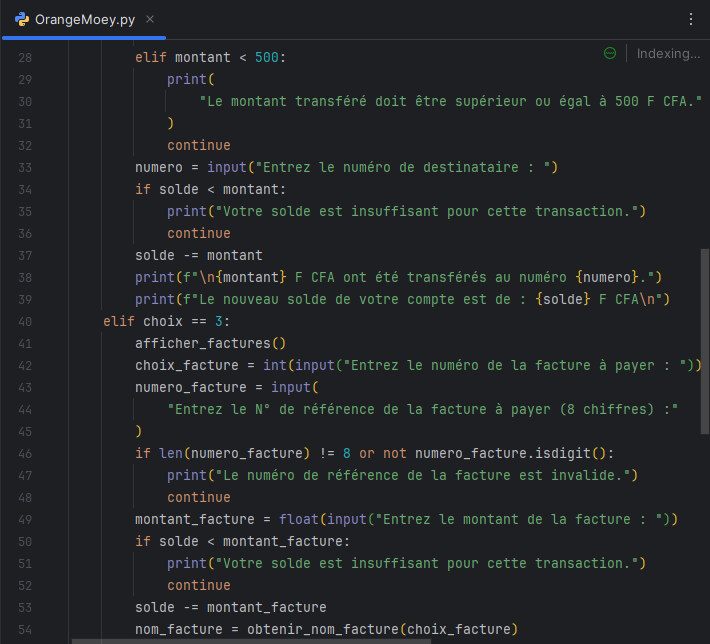 OrangeMoey.py
Indexing...
28 elif montant < 500:
29 print(
30 "Le montant transféré doit être supérieur ou égal à 500 F CFA."
31 )
32 continue
33 numero = input("Entrez le numéro de destinataire : ")
34 if solde < montant:
35 print("Votre solde est insuffisant pour cette transaction.")
36 continue
37 solde -= montant
38 print(f"\n{montant} F CFA ont été transférés au numéro {numero}.")
39 print(f"Le nouveau solde de votre compte est de : {solde} F CFA\n")
40 elif choix == 3:
41 afficher_factures()
42 choix_facture = int(input("Entrez le numéro de la facture à payer : "))
43 numero_facture = input(
44 "Entrez le N° de référence de la facture à payer (8 chiffres) :"
45 )
46 if len(numero_facture) != 8 or not numero_facture.isdigit():
47 print("Le numéro de référence de la facture est invalide.")
48 continue
49 montant_facture = float(input("Entrez le montant de la facture : "))
50 if solde < montant_facture:
51 print("Votre solde est insuffisant pour cette transaction.")
52 continue
53 solde -= montant_facture
54 nom_facture = obtenir_nom_facture(choix_facture)